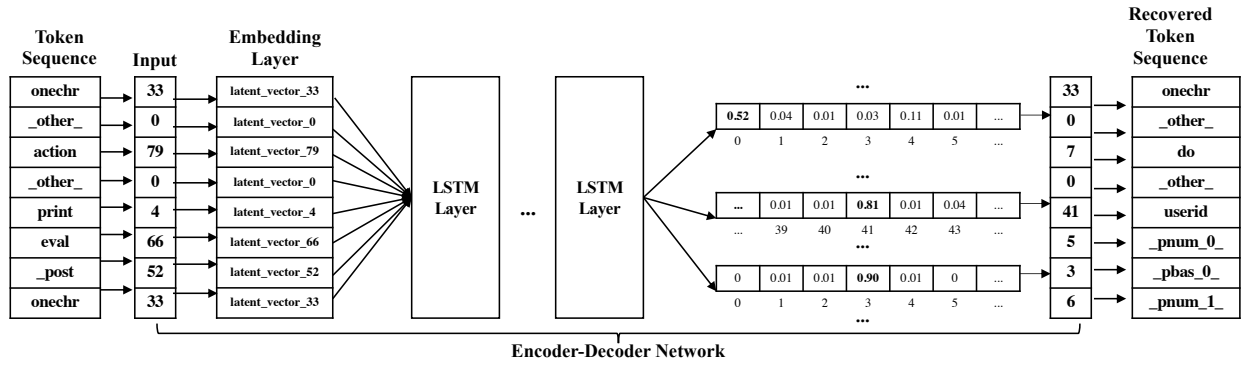 Token
Sequence
Input
Embedding
Layer
Recovered
Token
Sequence
onechr
_other_
action
_other_
print
eval
_post
onechr
33
0
79
0
4
66
52
33
latent_vector_33
latent_vector_0
latent_vector_79
latent_vector_0
latent_vector_4
latent_vector_66
latent_vector_52
latent_vector_33
LSTM
Layer
...
LSTM
Layer
...
0.52 0.04 0.01 0.03 0.11 0.01 ...
0 1 2 3 4 5 ...
...
... 0.01 0.01 0.81 0.01 0.04 ...
... 39 40 41 42 43 ...
...
0 0.01 0.01 0.90 0.01 0 ...
0 1 2 3 4 5 ...
...
33
0
7
0
41
5
3
6
onechr
_other_
do
_other_
userid
_pnum_0_
_pbas_0_
_pnum_1_
Encoder-Decoder Network